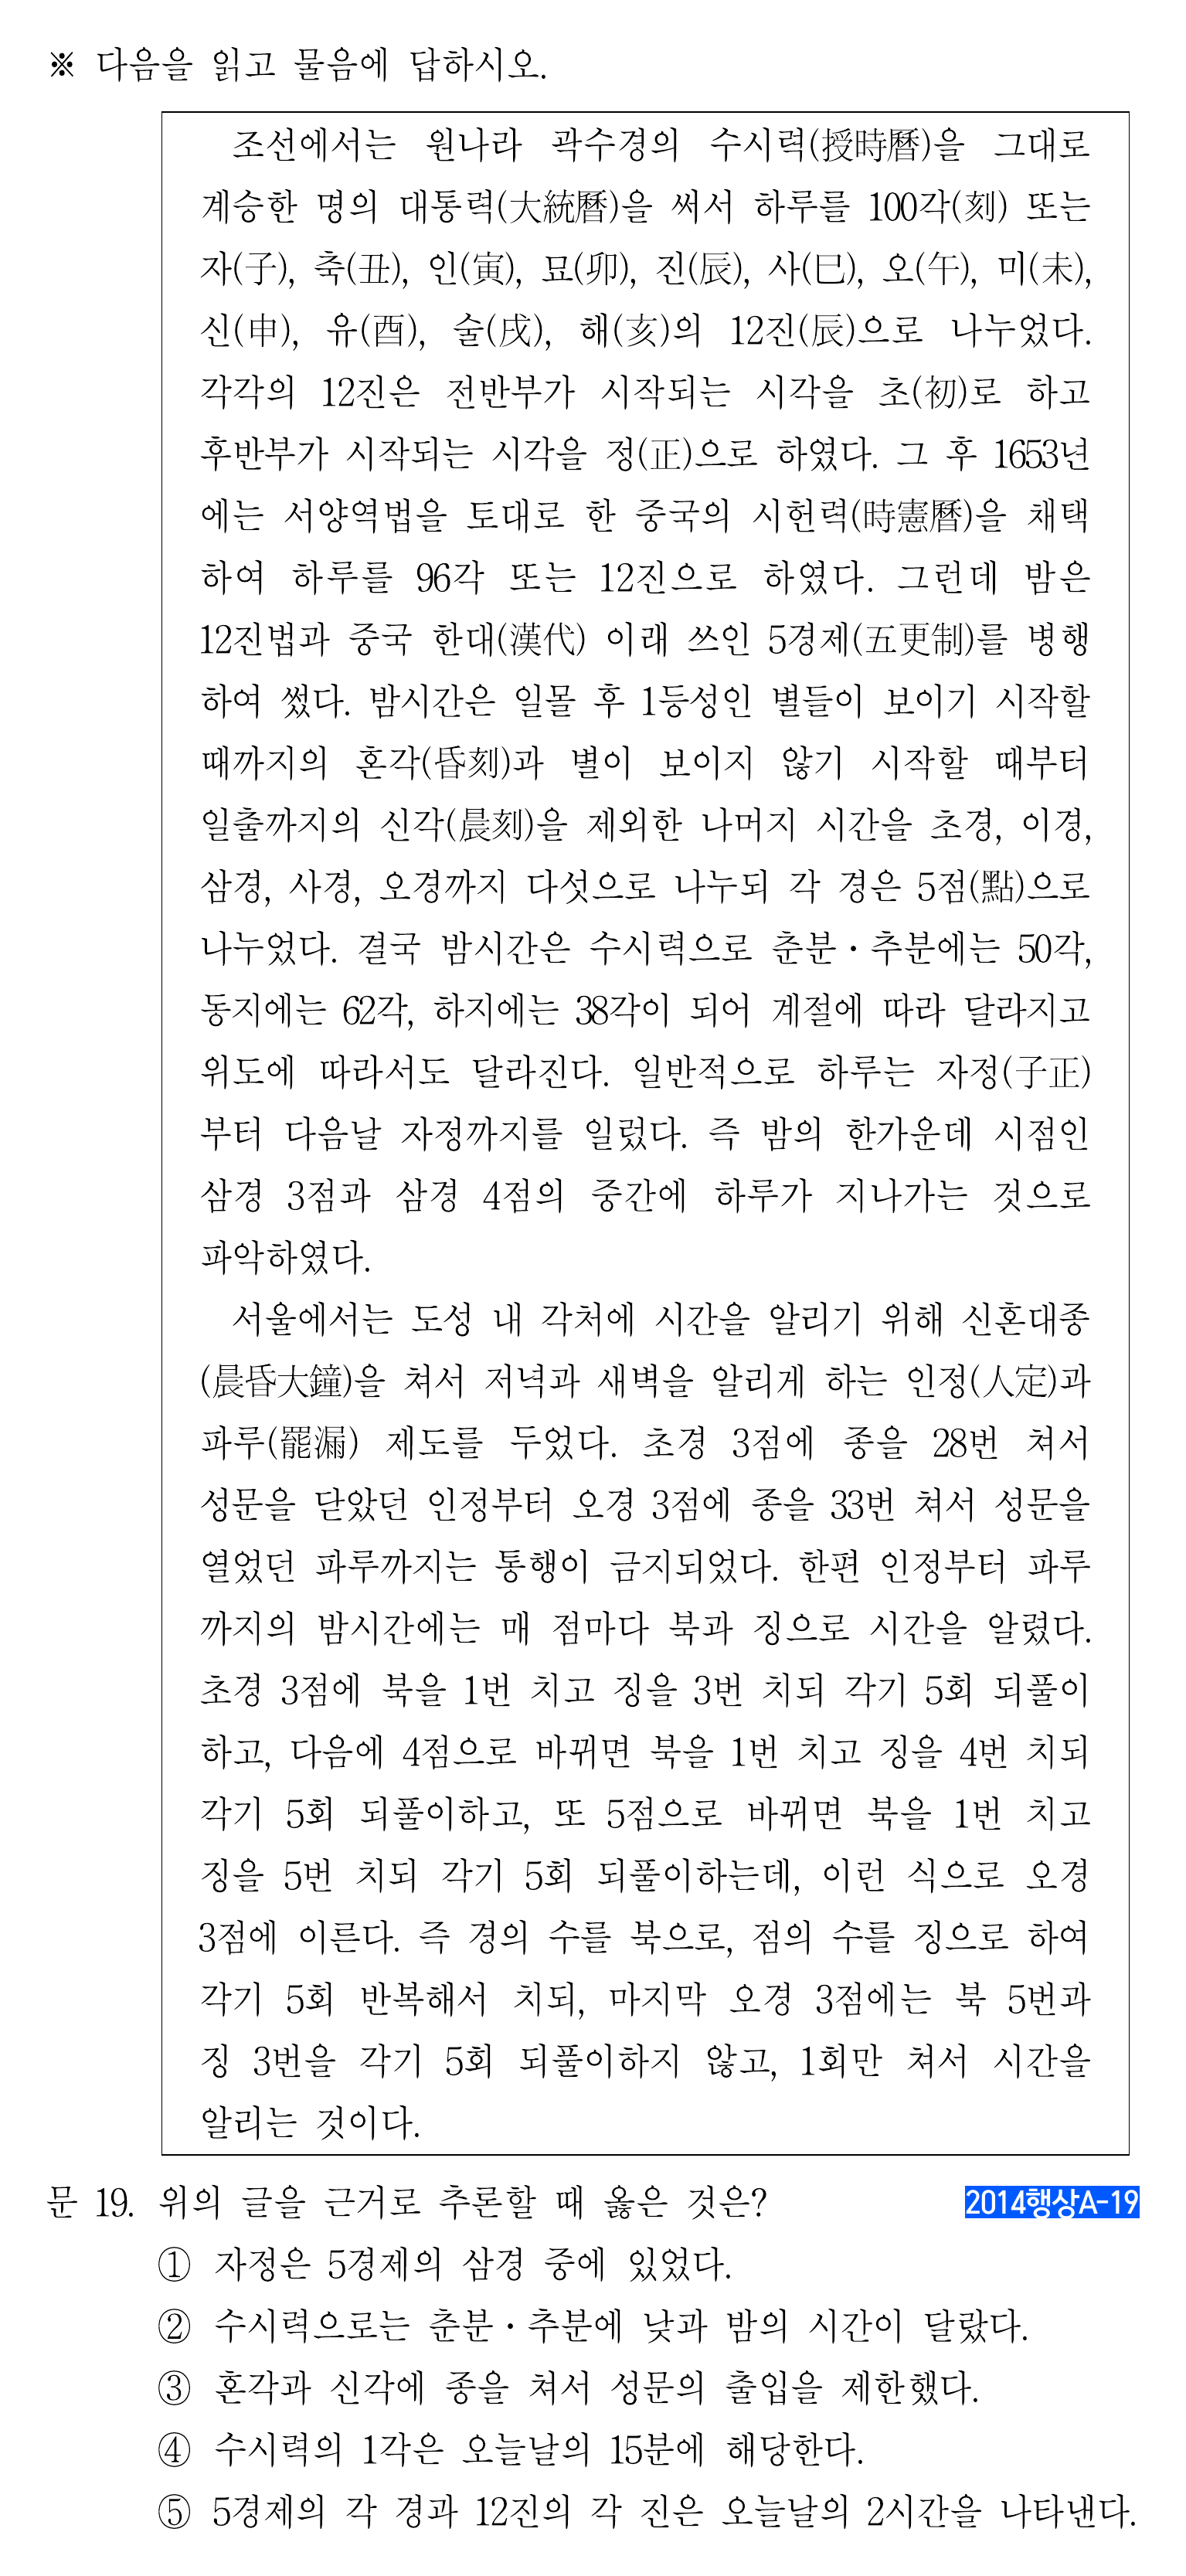 ※ 다음을 읽고 물음에 답하시오.
조선에서는 원나라 곽수경의 수시력(授時曆)을 그대로
계승한 명의 대통력(大統曆)을 써서 하루를 100각(刻) 또는
자(子), 축(丑), 인(寅), 묘(卯), 진(辰), 사(巳), 오(午), 미(未),
신(申), 유(酉), 술(戌), 해(亥)의 12진(辰)으로 나누었다.
각각의 12진은 전반부가 시작되는 시각을 초(初)로 하고
후반부가 시작되는 시각을 정(正)으로 하였다. 그 후 1653년
에는 서양역법을 토대로 한 중국의 시헌력(時憲曆)을 채택
하여 하루를 96각 또는 12진으로 하였다. 그런데 밤은
12진법과 중국 한대(漢代) 이래 쓰인 5경제(五更制)를 병행
하여 썼다. 밤시간은 일몰 후 1등성인 별들이 보이기 시작할
때까지의 혼각(昏刻)과 별이 보이지 않기 시작할 때부터
일출까지의 신각(晨刻)을 제외한 나머지 시간을 초경, 이경,
삼경, 사경, 오경까지 다섯으로 나누되 각 경은 5점(點)으로
나누었다. 결국 밤시간은 수시력으로 춘분·추분에는 50각,
동지에는 62각, 하지에는 38각이 되어 계절에 따라 달라지고
위도에 따라서도 달라진다. 일반적으로 하루는 자정(子正)
부터 다음날 자정까지를 일렀다. 즉 밤의 한가운데 시점인
삼경 3점과 삼경 4점의 중간에 하루가 지나가는 것으로
파악하였다.
서울에서는 도성 내 각처에 시간을 알리기 위해 신혼대종
(晨昏大鐘)을 쳐서 저녁과 새벽을 알리게 하는 인정(人定)과
파루(罷漏) 제도를 두었다. 초경 3점에 종을 28번 쳐서
성문을 닫았던 인정부터 오경 3점에 종을 33번 쳐서 성문을
열었던 파루까지는 통행이 금지되었다. 한편 인정부터 파루
까지의 밤시간에는 매 점마다 북과 징으로 시간을 알렸다.
초경 3점에 북을 1번 치고 징을 3번 치되 각기 5회 되풀이
하고, 다음에 4점으로 바뀌면 북을 1번 치고 징을 4번 치되
각기 5회 되풀이하고, 또 5점으로 바뀌면 북을 1번 치고
징을 5번 치되 각기 5회 되풀이하는데, 이런 식으로 오경
3점에 이른다. 즉 경의 수를 북으로, 점의 수를 징으로 하여
각기 5회 반복해서 치되, 마지막 오경 3점에는 북 5번과
징 3번을 각기 5회 되풀이하지 않고, 1회만 쳐서 시간을
알리는 것이다.
문 19. 위의 글을 근거로 추론할 때 옳은 것은? 2014행상A-19
① 자정은 5경제의 삼경 중에 있었다.
② 수시력으로는 춘분·추분에 낮과 밤의 시간이 달랐다.
③ 혼각과 신각에 종을 쳐서 성문의 출입을 제한했다.
④ 수시력의 1각은 오늘날의 15분에 해당한다.
⑤ 5경제의 각 경과 12진의 각 진은 오늘날의 2시간을 나타낸다.